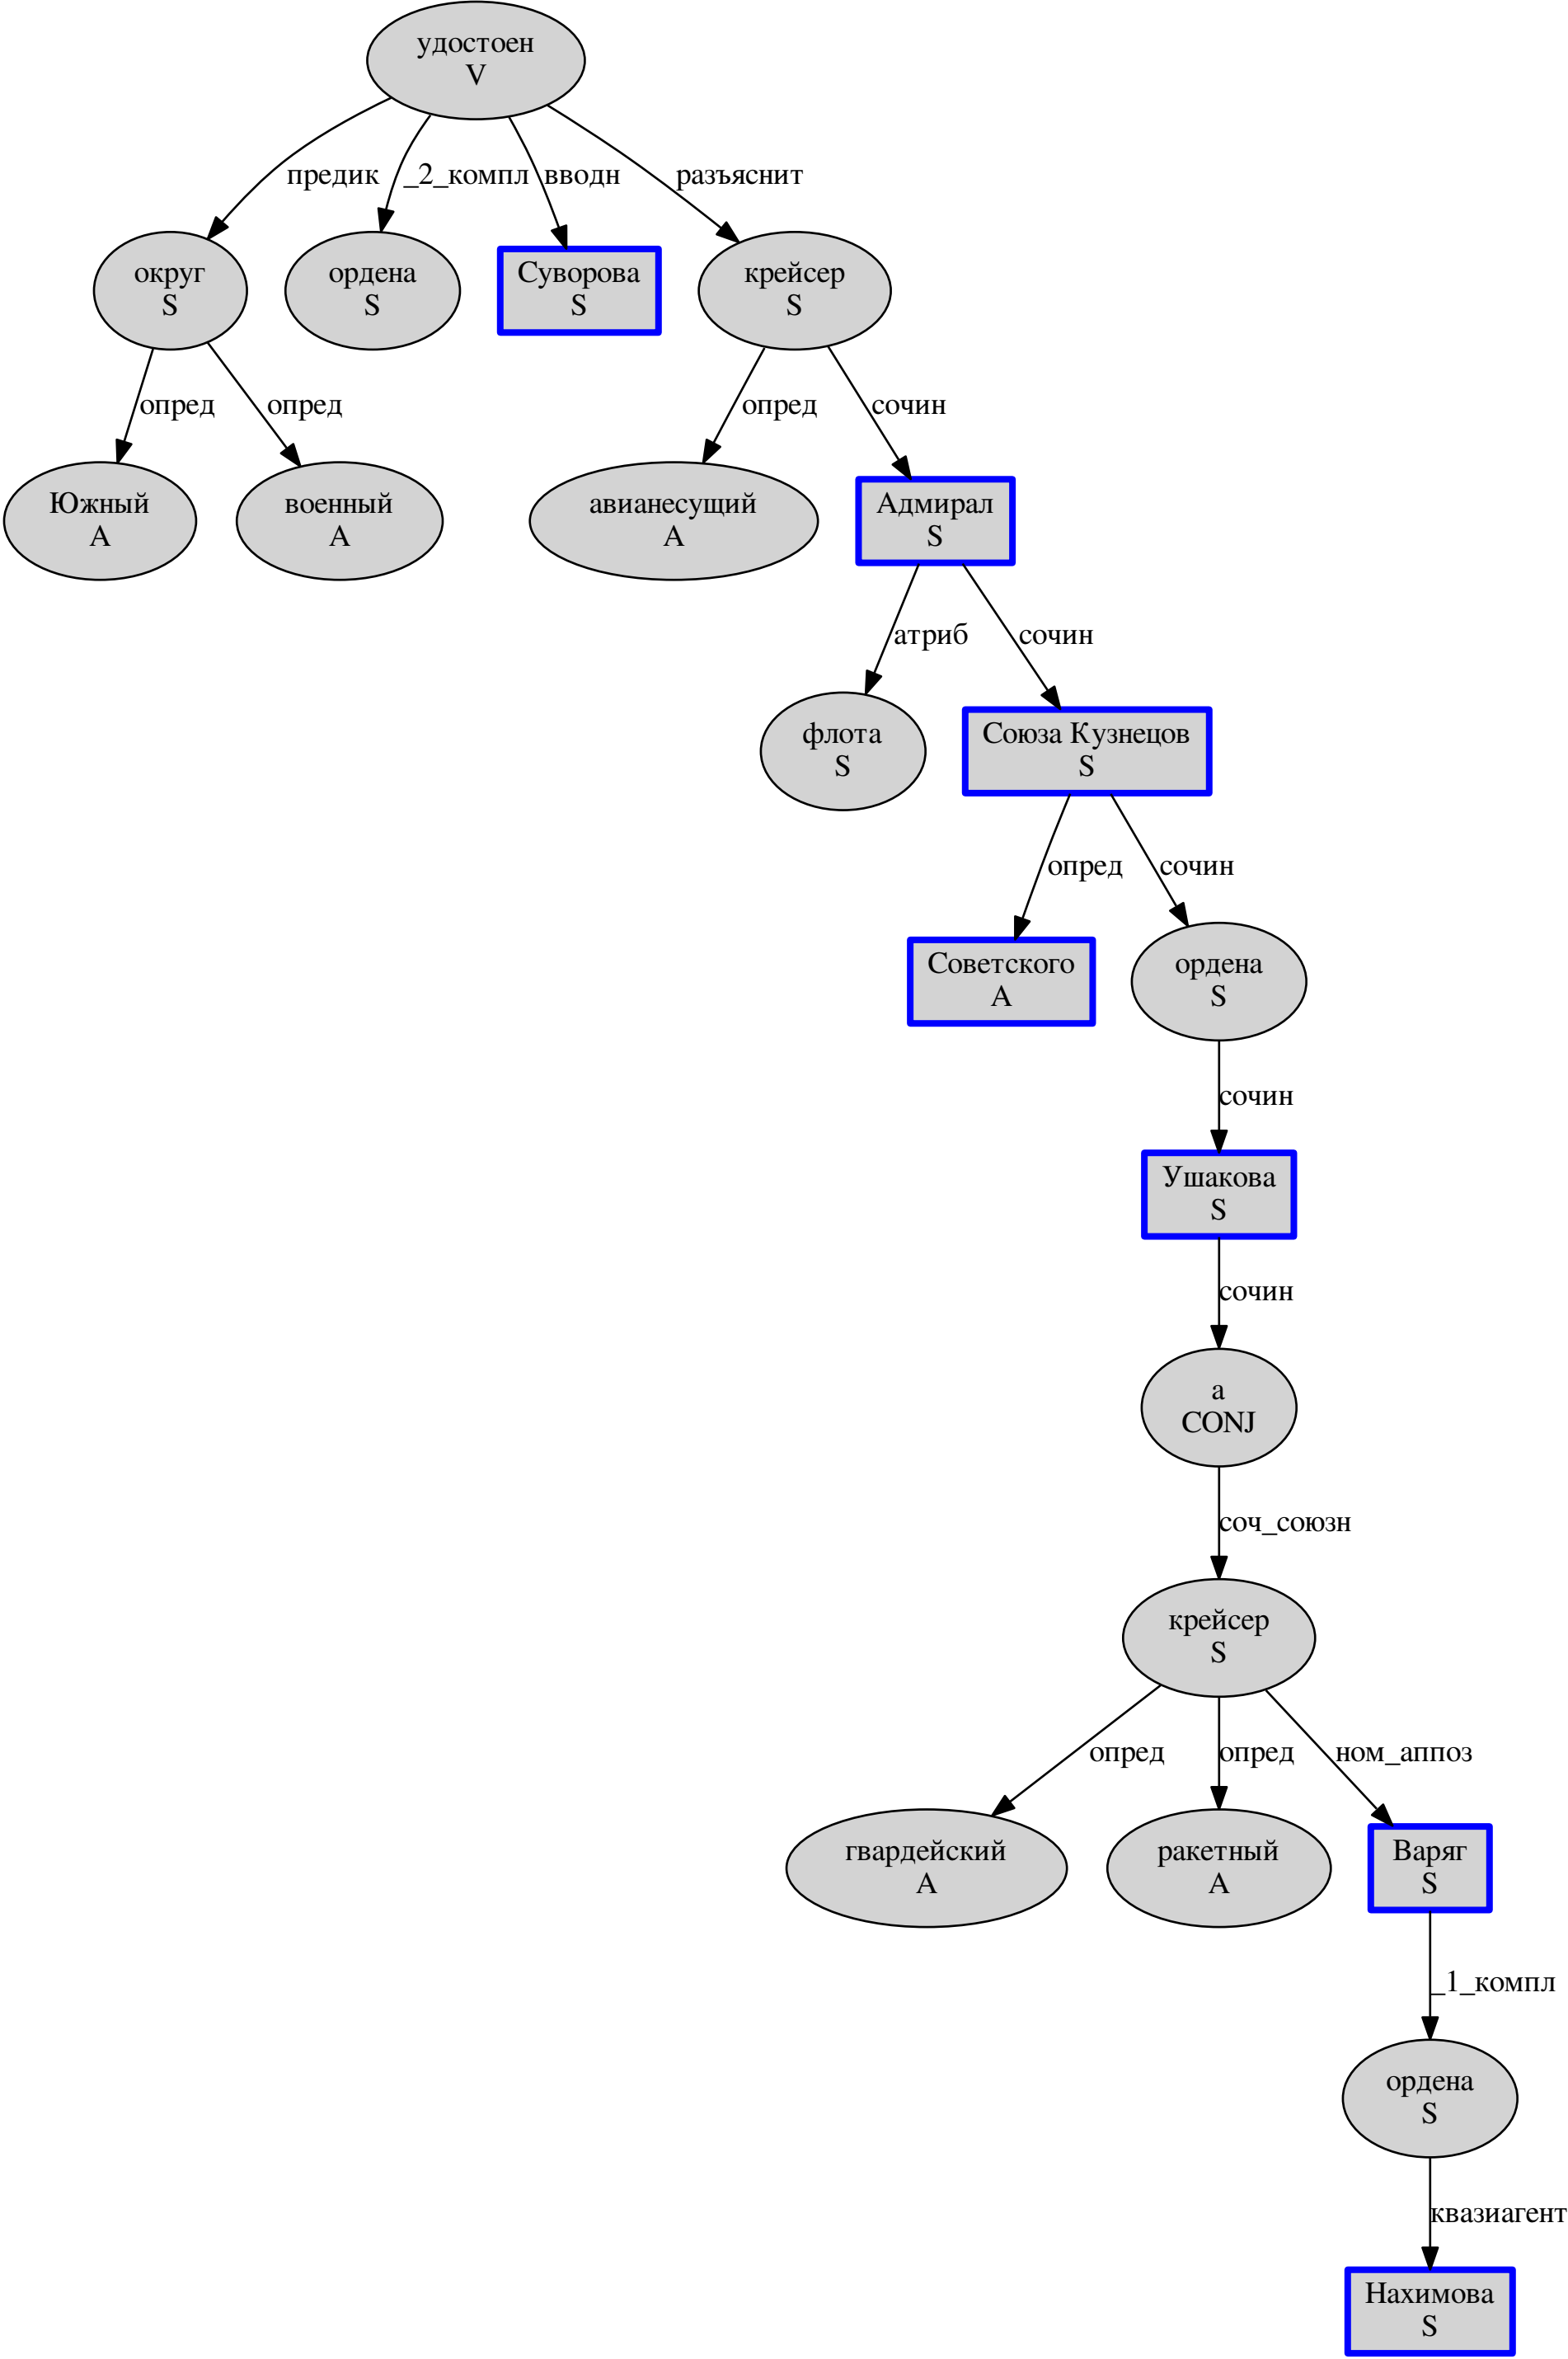 удостоен
V
предик
_2_компл
вводн
разъяснит
округ
S
ордена
S
Суворова
S
крейсер
S
опред
опред
опред
сочин
Южный
A
военный
A
авианесущий
A
Адмирал
S
атриб
сочин
флота
S
Союза Кузнецов
S
опред
сочин
Советского
A
ордена
S
сочин
Ушакова
S
сочин
а
CONJ
соч_союзн
крейсер
S
опред
опред
ном_аппоз
гвардейский
A
ракетный
A
Варяг
S
_1_компл
ордена
S
квазиагент
Нахимова
S